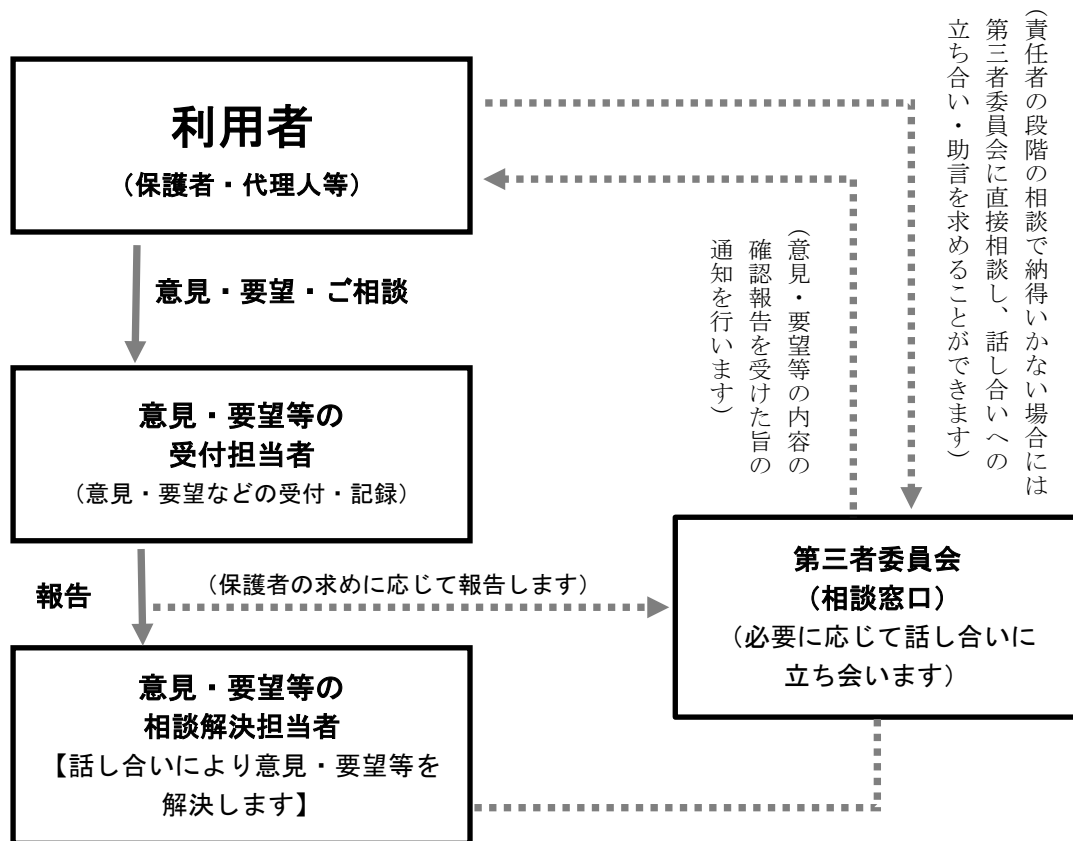 利用者
（保護者・代理人等）
意見・要望・ご相談
意見・要望等の
受付担当者
（意見・要望などの受付・記録）
報告
（保護者の求めに応じて報告します）
意見・要望等の
相談解決担当者
【話し合いにより意見・要望等を
解決します】
（責任者の段階の相談で納得いかない場合には
第三者委員会に直接相談し、話し合いへの
立ち合い・助言を求めることができます）
（意見・要望等の内容の
確認報告を受けた旨の
通知を行います）
第三者委員会
（相談窓口）
（必要に応じて話し合いに
立ち会います）